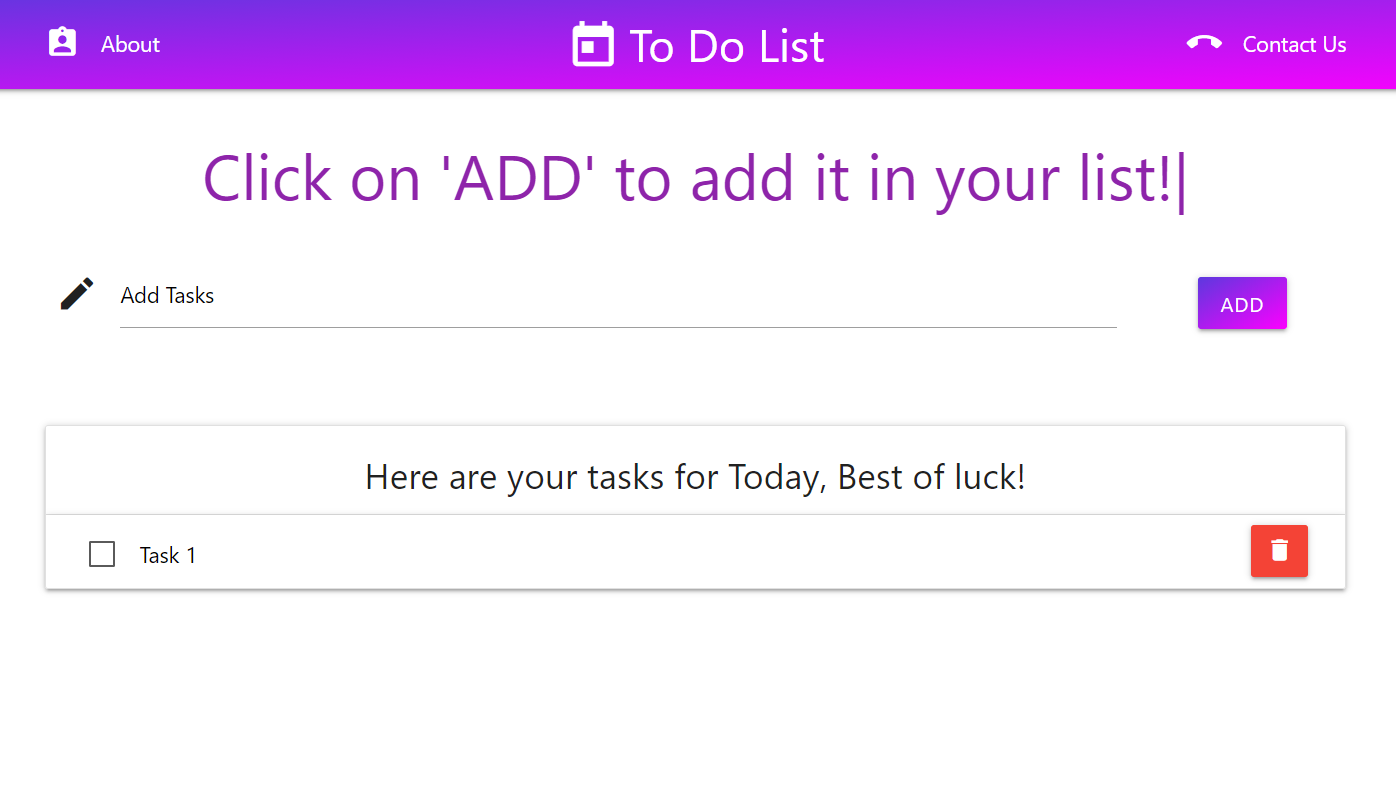 About
To Do List
Contact Us
Click on 'ADD' to add it in your list!|
Add Tasks
ADD
Here are your tasks for Today, Best of luck!
Task 1